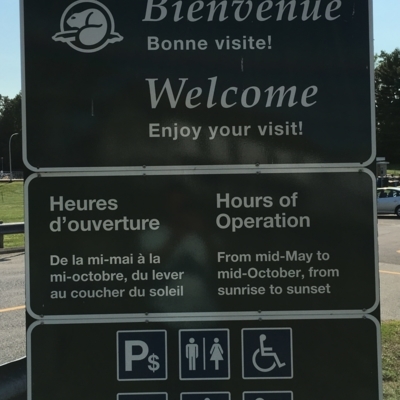 Bienvenue
Bonne visite!
Welcome
Enjoy your visit!
Heures
d'ouverture
De la mi-mai à la
mi-octobre, du lever
au coucher du soleil
Hours of
Operation
From mid-May to
mid-October, from
sunrise to sunset
P$